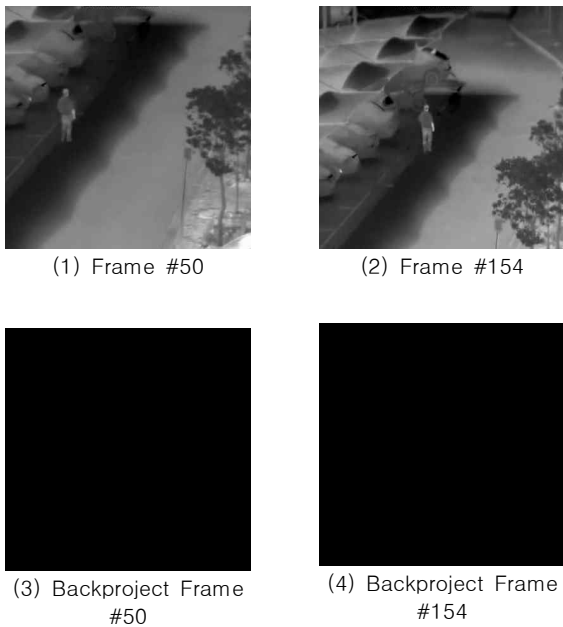 (1) Frame #50
(2) Frame #154
(3) Backproject Frame
#50
(4) Backproject Frame
#154